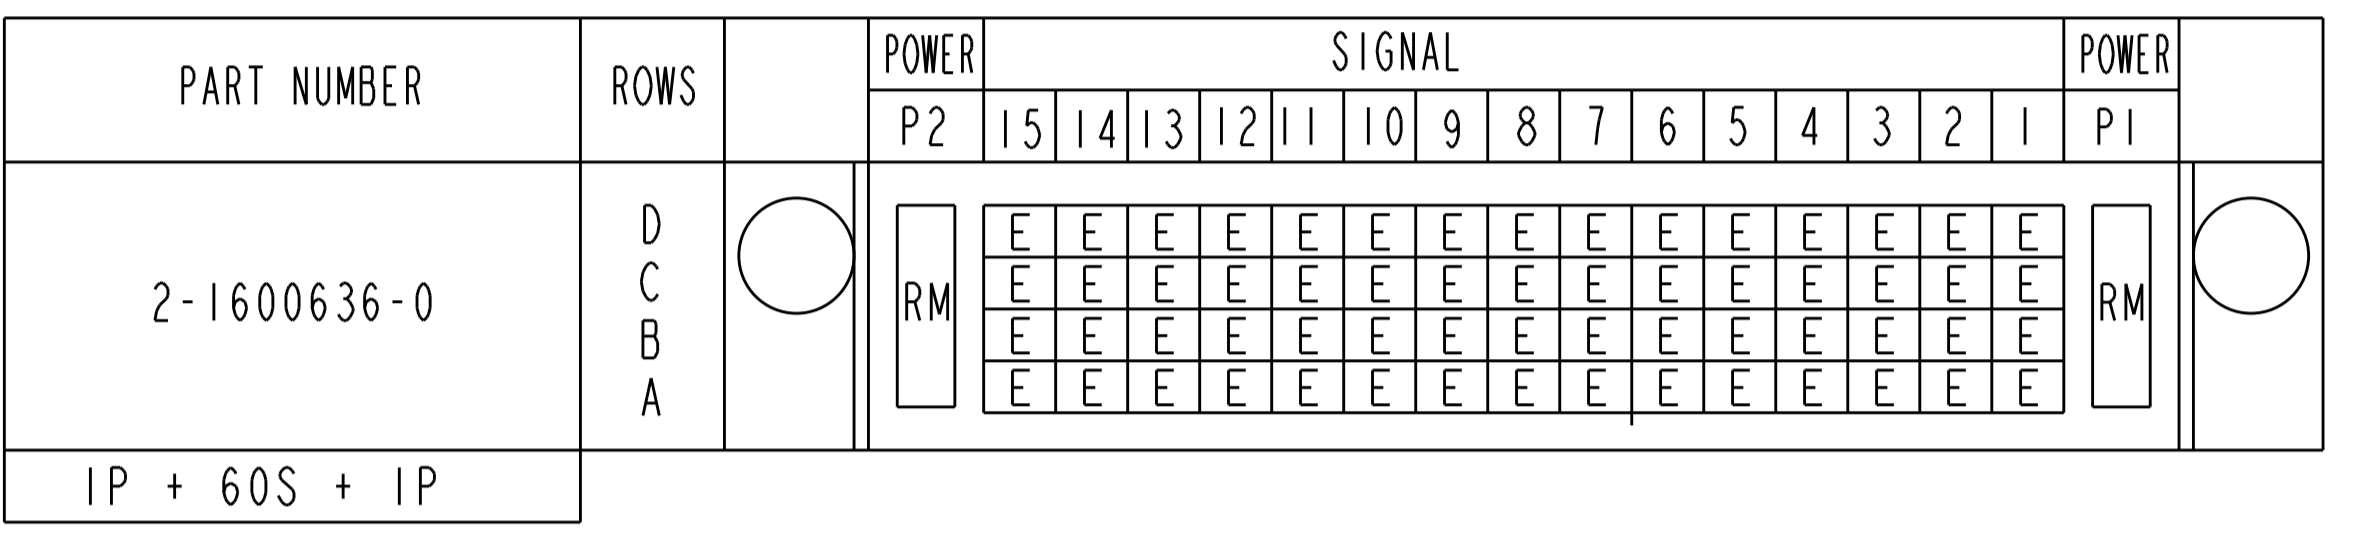 PART NUMBER ROWS POWER SIGNAL POWER
P2 15 14 13 12 11 10 9 8 7 6 5 4 3 2 1 P1
2-1600636-0
D E E E E E E E E E E E E E E E
C E E E E E E E E E E E E E E E
RM RM
B E E E E E E E E E E E E E E E
A E E E E E E E E E E E E E E E
1P + 60S + 1P